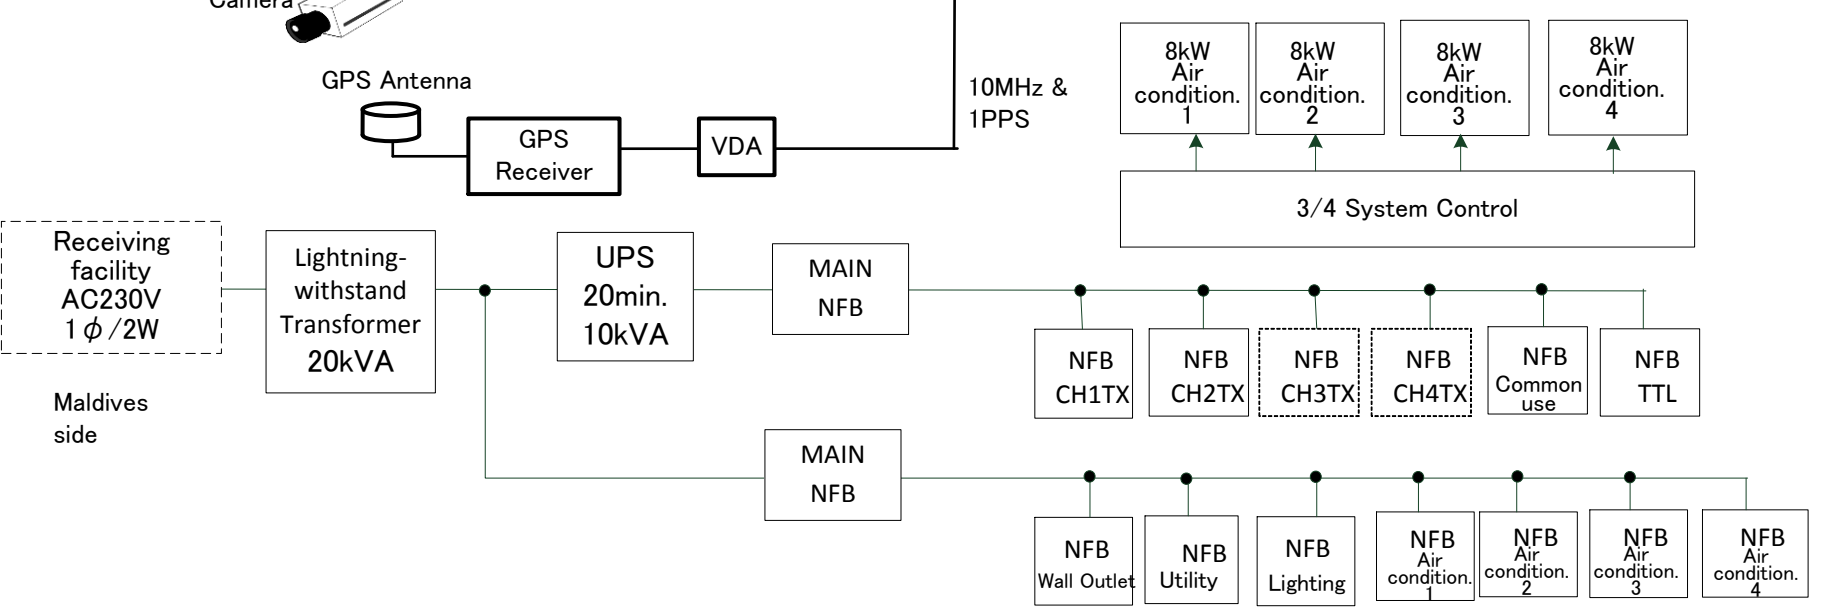 Camera
GPS Antenna
GPS
Receiver
VDA
10MHz &
1PPS
8kW
Air
condition.
1
8kW
Air
condition.
2
8kW
Air
condition.
3
8kW
Air
condition.
4
3/4 System Control
Receiving
facility
AC230V
1φ/2W
Maldives
side
Lightning-
withstand
Transformer
20kVA
UPS
20min.
10kVA
MAIN
NFB
NFB
CH1TX
NFB
CH2TX
NFB
CH3TX
NFB
CH4TX
NFB
Common
use
NFB
TTL
MAIN
NFB
NFB
Wall Outlet
NFB
Utility
NFB
Lighting
NFB
Air
condition.
1
NFB
Air
condition.
2
NFB
Air
condition.
3
NFB
Air
condition.
4